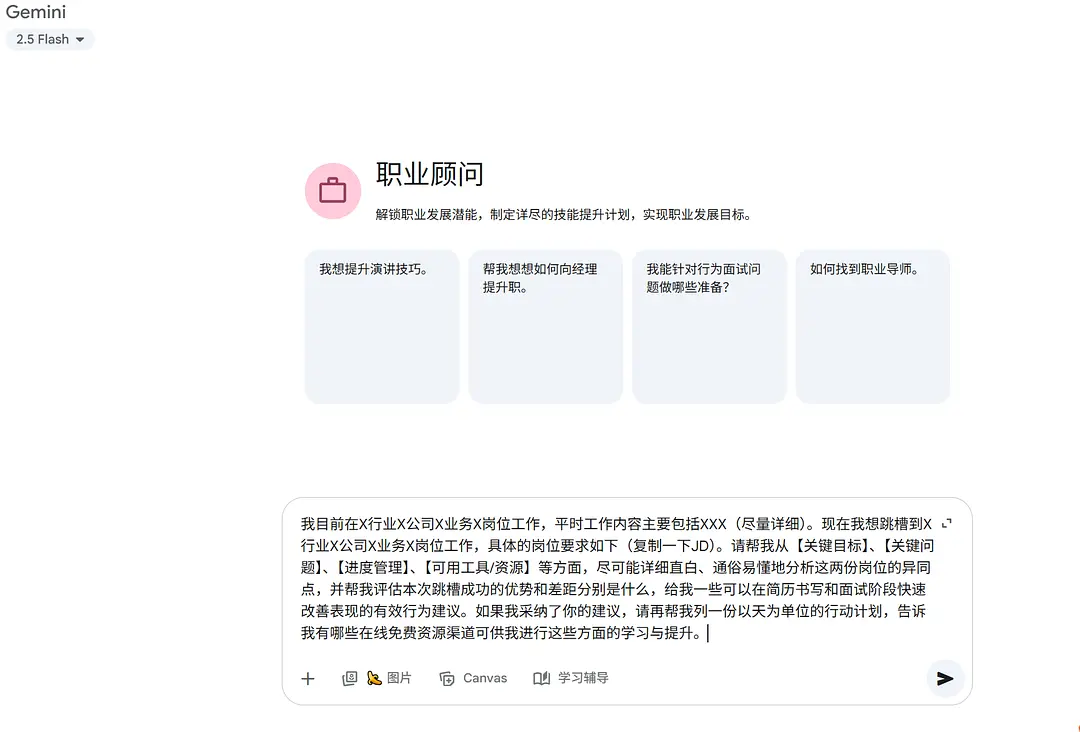 Gemini
2.5 Flash
职业顾问
解锁职业发展潜能，制定详尽的技能提升计划，实现职业发展目标。
我想提升演讲技巧。
帮我想想如何向经理
提升职。
我能针对行为面试问
题做哪些准备？
如何找到职业导师。
我目前在X行业X公司X业务X岗位工作，平时工作内容主要包括XXX（尽量详细）。现在我想跳槽到X
行业X公司X业务X岗位工作，具体的岗位要求如下（复制一下JD）。请帮我从【关键目标】、【关键问
题】、【进度管理】、【可用工具/资源】等方面，尽可能详细直白、通俗易懂地分析这两份岗位的异同
点，并帮我评估本次跳槽成功的优势和差距分别是什么，给我一些可以在简历书写和面试阶段快速
改善表现的有效行为建议。如果我采纳了你的建议，请再帮我列一份以天为单位的行动计划，告诉
我有哪些在线免费资源渠道可供我进行这些方面的学习与提升。
图片
Canvas
学习辅导